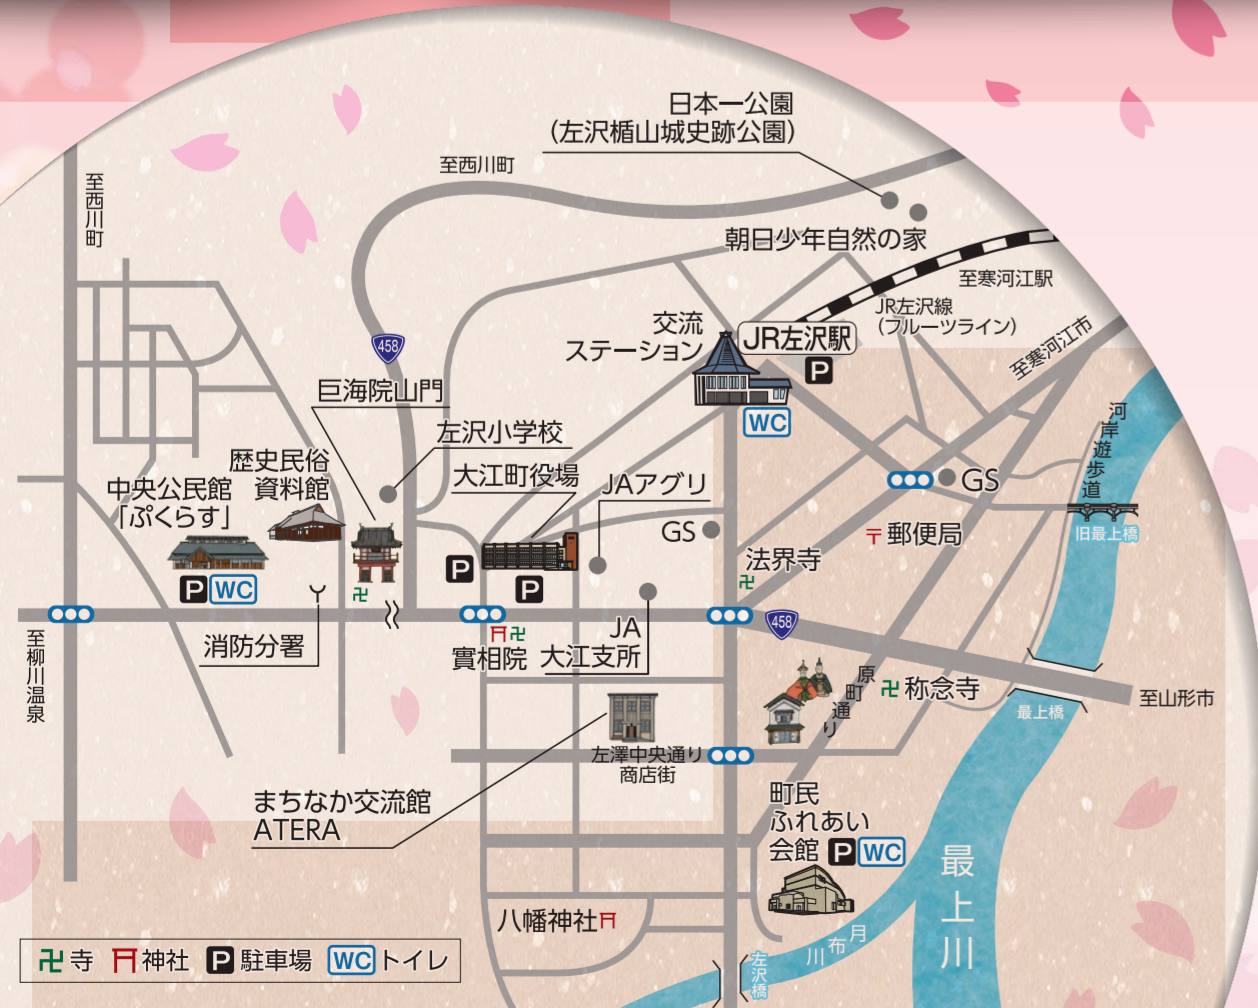 日本一公園
(左沢楯山城史跡公園)
至西川町
至西川町
朝日少年自然の家
至寒河江駅
JR左沢線
(フルーツライン)
至寒河江市
交流
ステーション
JR左沢駅
P
WC
458
巨海院山門
左沢小学校
大江町役場
JAアグリ
GS
GS
河岸遊歩道
旧最上橋
歴史民俗
資料館
中央公民館
「ぷくらす」
P WC
P
P
〒郵便局
卍
法界寺
卍
消防分署
至柳川温泉
卍
實相院
JA
大江支所
458
原町通り
卍 称念寺
至山形市
最上橋
左澤中央通り
商店街
まちなか交流館
ATERA
町民
ふれあい
会館 P WC
八幡神社
最上川
月布川
左沢橋
卍 寺 神社 P 駐車場 WC トイレ